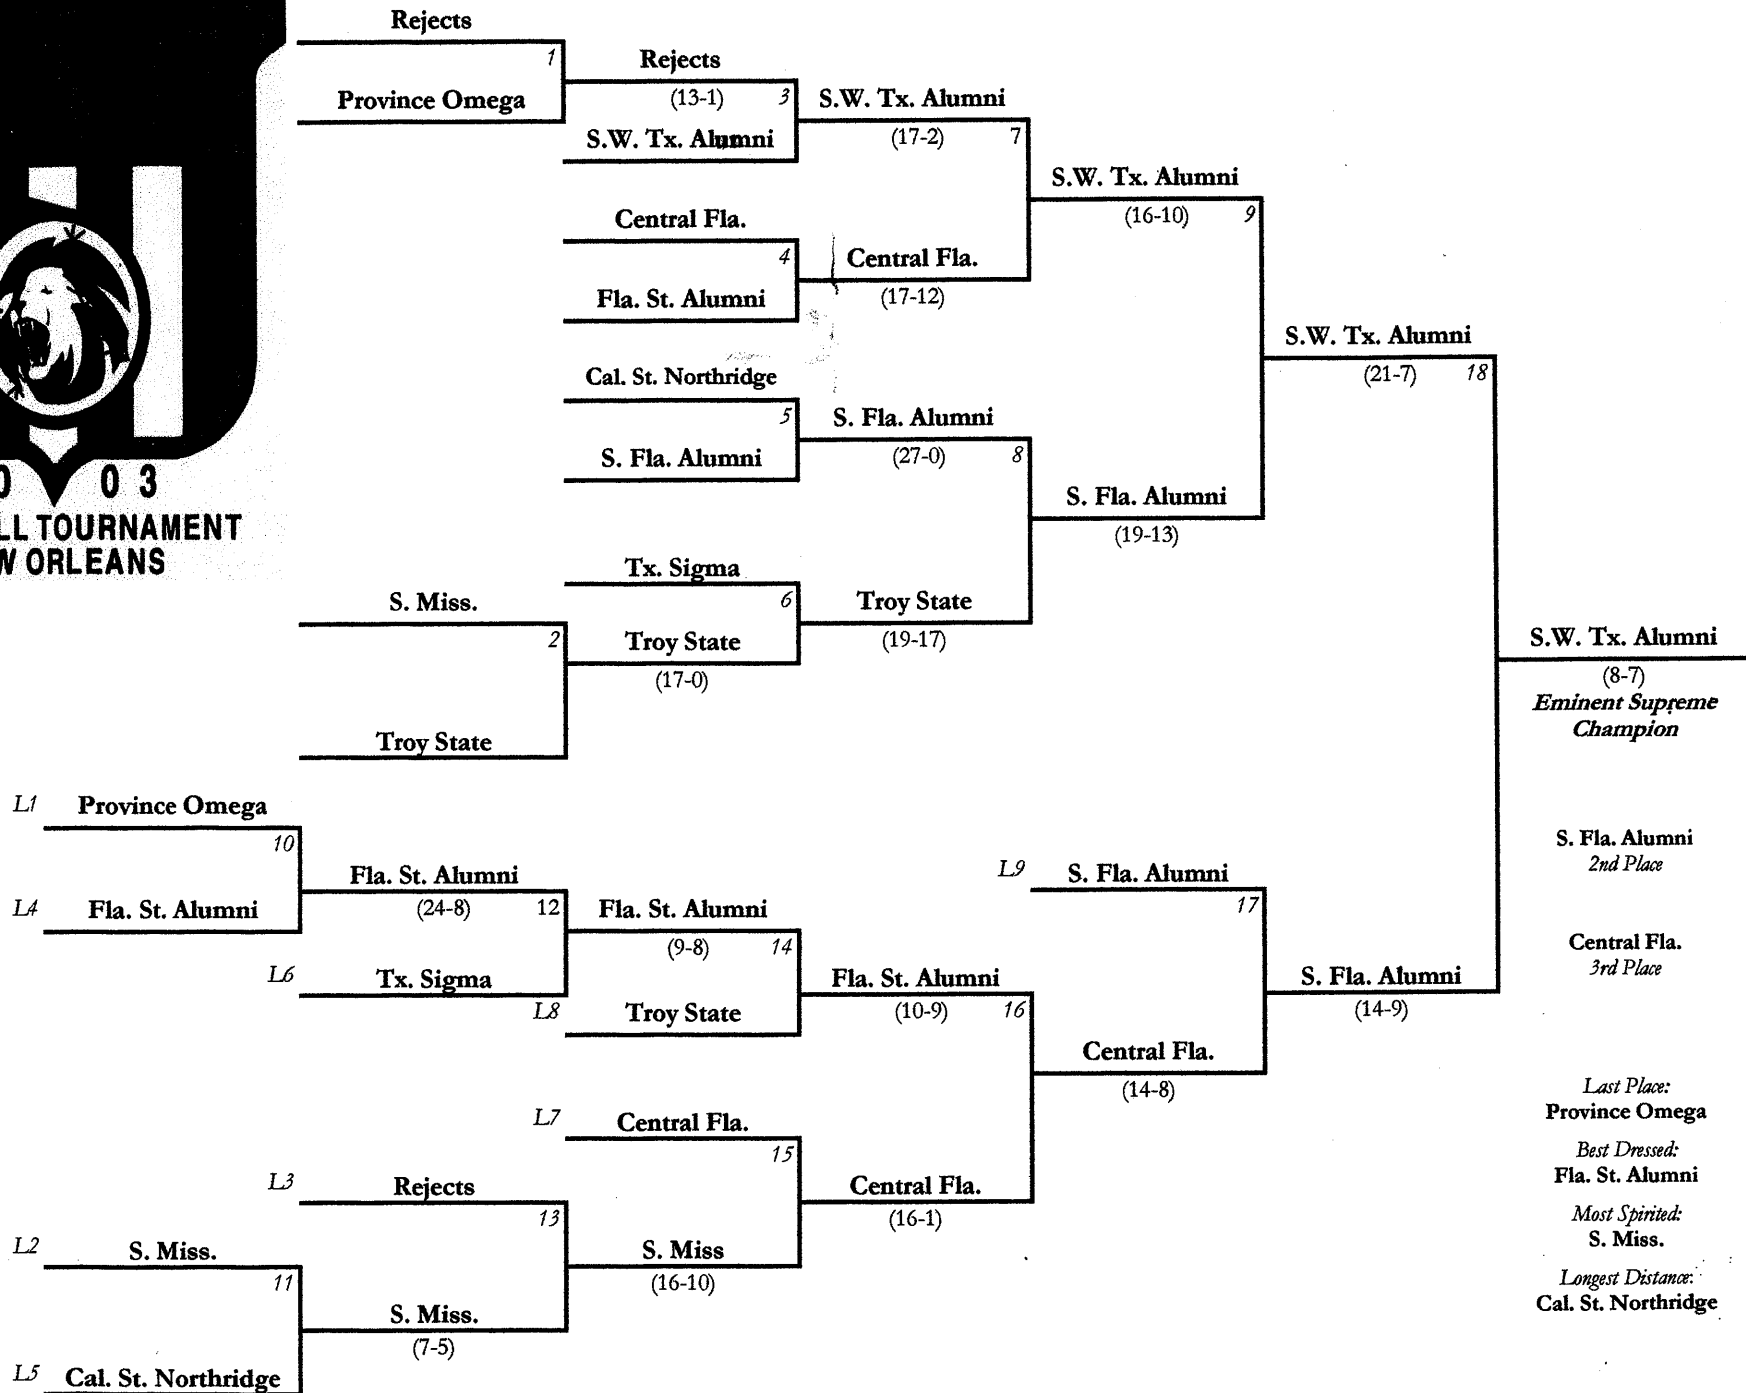 Rejects
1
Province Omega
Rejects
(13-1)
3
S.W. Tx. Alumni
S.W. Tx. Alumni
(17-2)
7
Central Fla.
4
Fla. St. Alumni
Central Fla.
(17-12)
S.W. Tx. Alumni
(16-10)
9
Cal. St. Northridge
5
S. Fla. Alumni
S. Fla. Alumni
(27-0)
8
S. Fla. Alumni
(19-13)
S.W. Tx. Alumni
(21-7)
18
0 3
LL TOURNAMENT
W ORLEANS
S. Miss.
2
Troy State
Tx. Sigma
6
Troy State
(17-0)
Troy State
(19-17)
S.W. Tx. Alumni
(8-7)
Eminent Supreme
Champion
L1 Province Omega
10
L4 Fla. St. Alumni
Fla. St. Alumni
(24-8)
12
L6 Tx. Sigma
Fla. St. Alumni
(9-8)
14
L8 Troy State
Fla. St. Alumni
(10-9)
16
L9 S. Fla. Alumni
17
Central Fla.
(14-8)
S. Fla. Alumni
(14-9)
L7 Central Fla.
15
Central Fla.
(16-1)
L3 Rejects
13
S. Miss
(16-10)
L2 S. Miss.
11
S. Miss.
(7-5)
L5 Cal. St. Northridge
S. Fla. Alumni
2nd Place
Central Fla.
3rd Place
Last Place:
Province Omega
Best Dressed:
Fla. St. Alumni
Most Spirited:
S. Miss.
Longest Distance:
Cal. St. Northridge